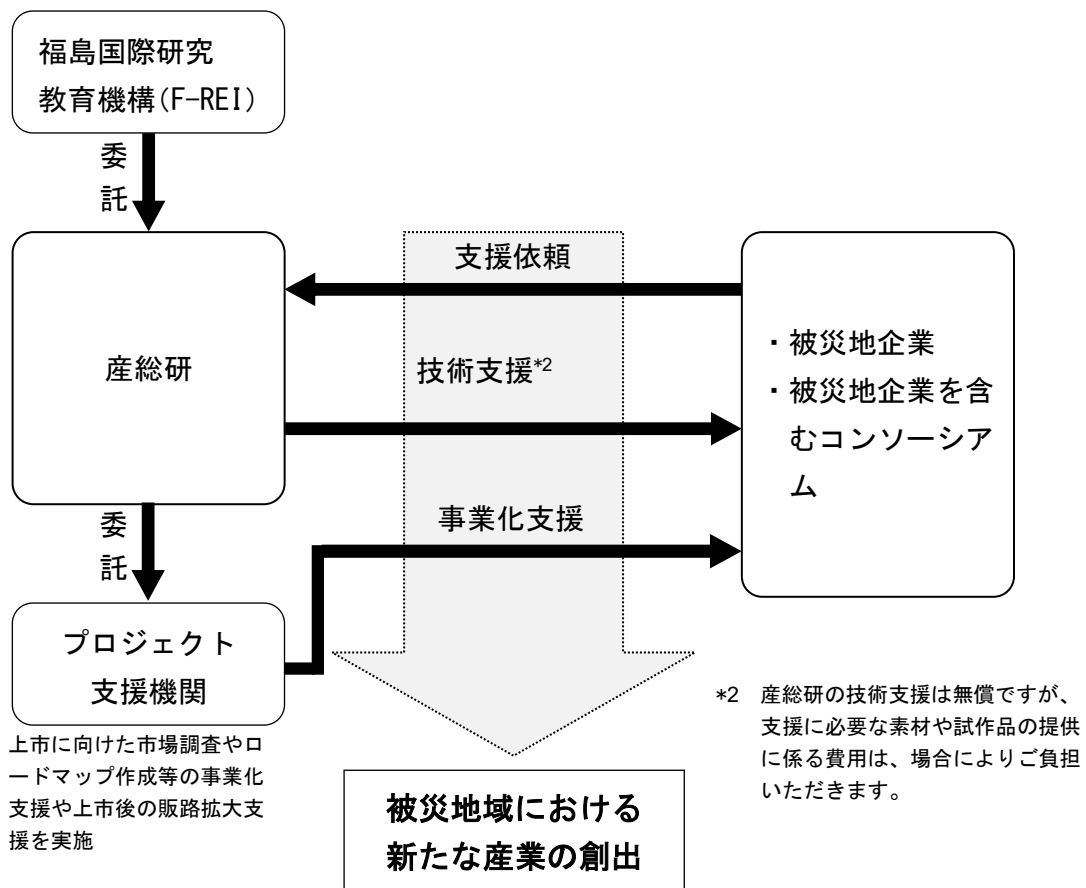 福島国際研究
教育機構(F-REI)
委
託
支援依頼
産総研
技術支援*2
・被災地企業
・被災地企業を含
むコンソーシア
ム
事業化支援
委
託
プロジェクト
支援機関
上市に向けた市場調査やロ
ードマップ作成等の事業化
支援や上市後の販路拡大支
援を実施
*2 産総研の技術支援は無償ですが、
支援に必要な素材や試作品の提供
に係る費用は、場合によりご負担
いただきます。
被災地域における
新たな産業の創出